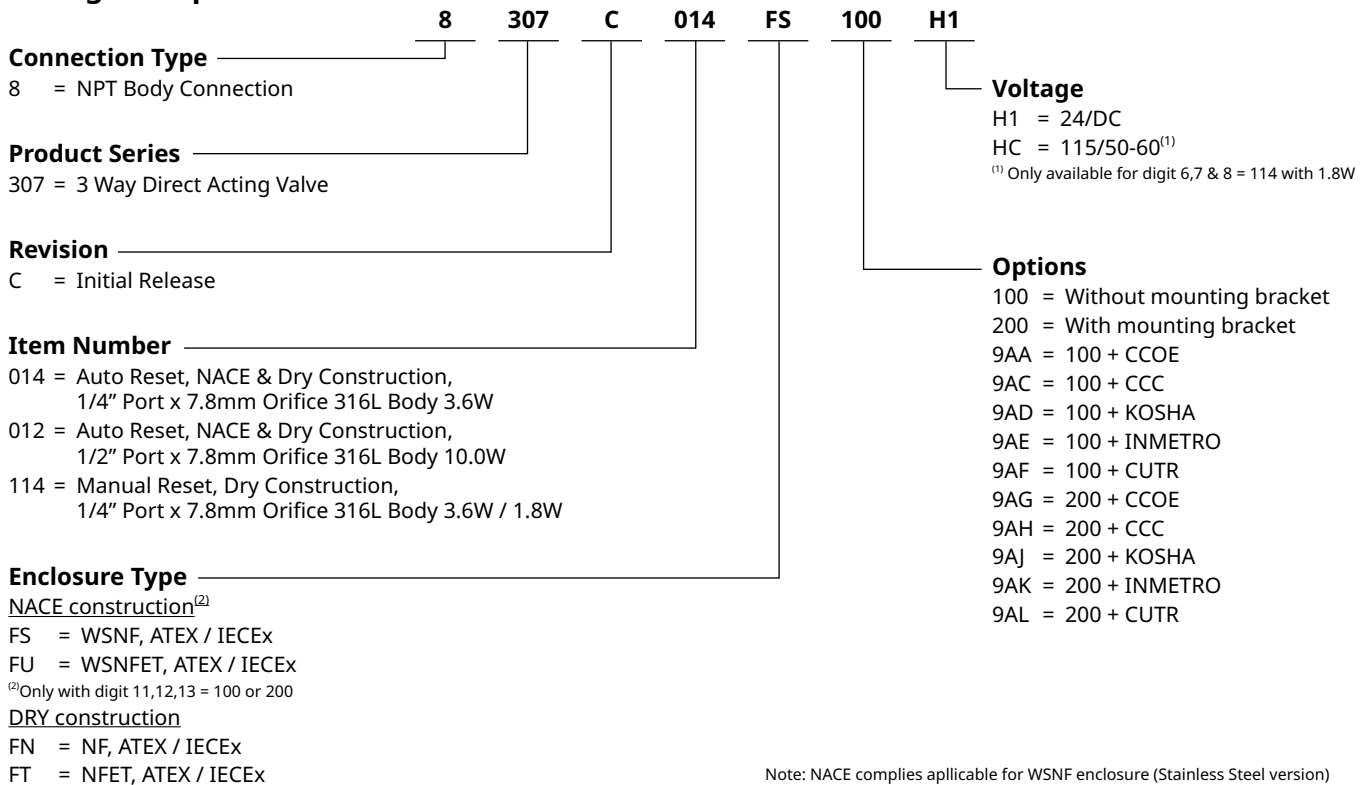 8 307 C 014 FS 100 H1
Connection Type
8 = NPT Body Connection
Product Series
307 = 3 Way Direct Acting Valve
Revision
C = Initial Release
Item Number
014 = Auto Reset, NACE & Dry Construction,
1/4” Port x 7.8mm Orifice 316L Body 3.6W
012 = Auto Reset, NACE & Dry Construction,
1/2” Port x 7.8mm Orifice 316L Body 10.0W
114 = Manual Reset, Dry Construction,
1/4” Port x 7.8mm Orifice 316L Body 3.6W / 1.8W
Enclosure Type
NACE construction(2)
FS = WSNF, ATEX / IECEx
FU = WSNFET, ATEX / IECEx
(2)Only with digit 11,12,13 = 100 or 200
DRY construction
FN = NF, ATEX / IECEx
FT = NFET, ATEX / IECEx
Voltage
H1 = 24/DC
HC = 115/50-60(1)
(1) Only available for digit 6,7 & 8 = 114 with 1.8W
Options
100 = Without mounting bracket
200 = With mounting bracket
9AA = 100 + CCOE
9AC = 100 + CCC
9AD = 100 + KOSHA
9AE = 100 + INMETRO
9AF = 100 + CUTR
9AG = 200 + CCOE
9AH = 200 + CCC
9AJ = 200 + KOSHA
9AK = 200 + INMETRO
9AL = 200 + CUTR
Note: NACE complies apllicable for WSNF enclosure (Stainless Steel version)